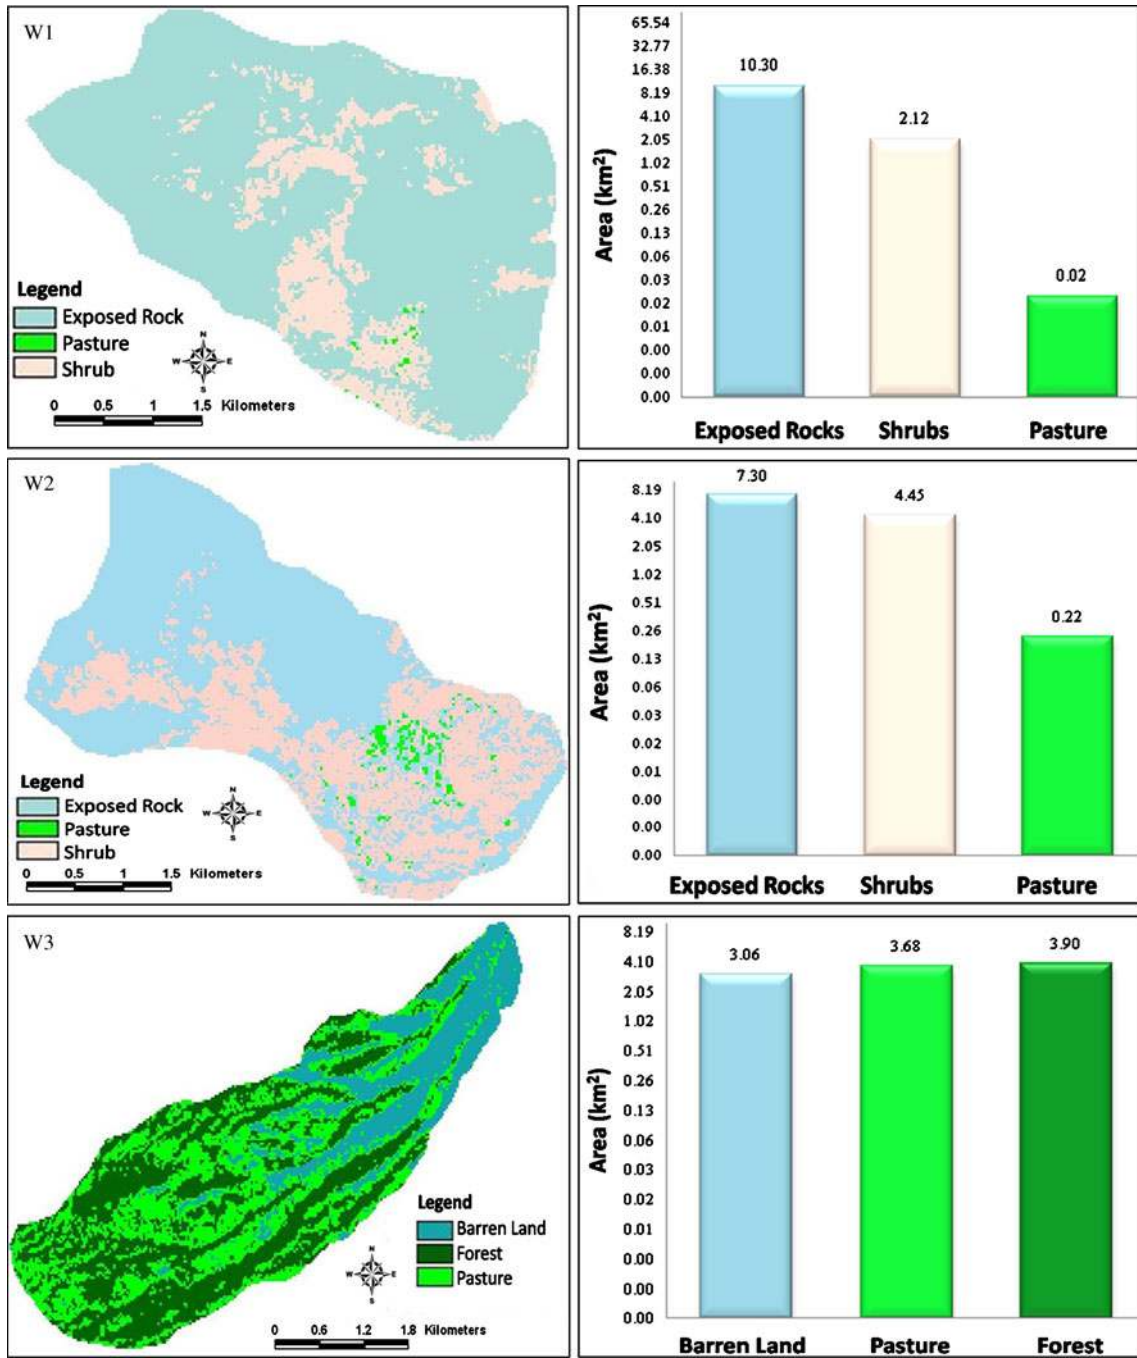 W1
Legend
Exposed Rock
Pasture
Shrub
N
W E
S
0 0.5 1 1.5 Kilometers
Area (km²)
65.54
32.77
16.38
8.19
4.10
2.05
1.02
0.51
0.26
0.13
0.06
0.03
0.02
0.01
0.00
0.00
0.00
10.30
2.12
0.02
Exposed Rocks Shrubs Pasture
W2
Legend
Exposed Rock
Pasture
Shrub
N
W E
S
0 0.5 1 1.5 Kilometers
Area (km²)
8.19
4.10
2.05
1.02
0.51
0.26
0.13
0.06
0.03
0.02
0.01
0.00
0.00
0.00
7.30
4.45
0.22
Exposed Rocks Shrubs Pasture
W3
Legend
Barren Land
Forest
Pasture
N
W E
S
0 0.6 1.2 1.8 Kilometers
Area (km²)
8.19
4.10
2.05
1.02
0.51
0.26
0.13
0.06
0.03
0.02
0.01
0.00
0.00
0.00
3.06
3.68
3.90
Barren Land Pasture Forest